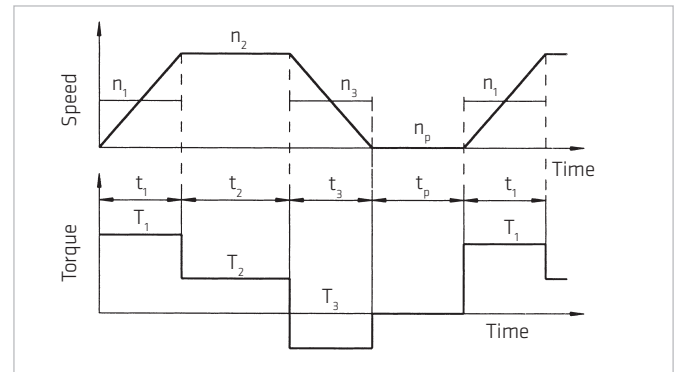 Speed
n₁
n₂
n₃
nₚ
n₁
Time
t₁
t₂
t₃
tₚ
t₁
Torque
T₁
T₂
T₃
T₁
Time